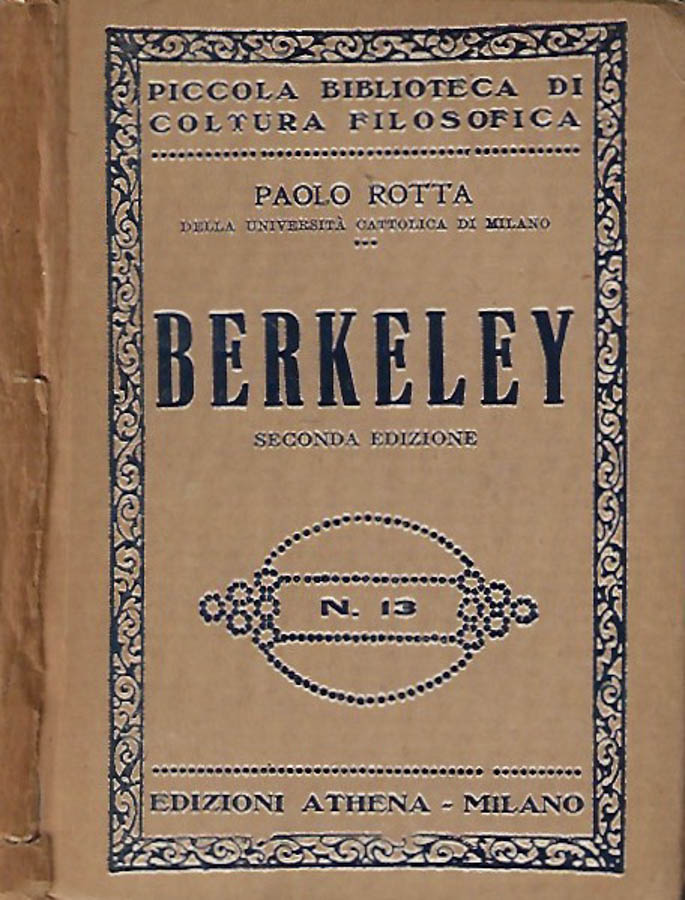 PICCOLA BIBLIOTECA DI
COLTURA FILOSOFICA
PAOLO ROTTA
DELLA UNIVERSITÀ CATTOLICA DI MILANO
BERKELEY
SECONDA EDIZIONE
N. 13
EDIZIONI ATHENA - MILANO